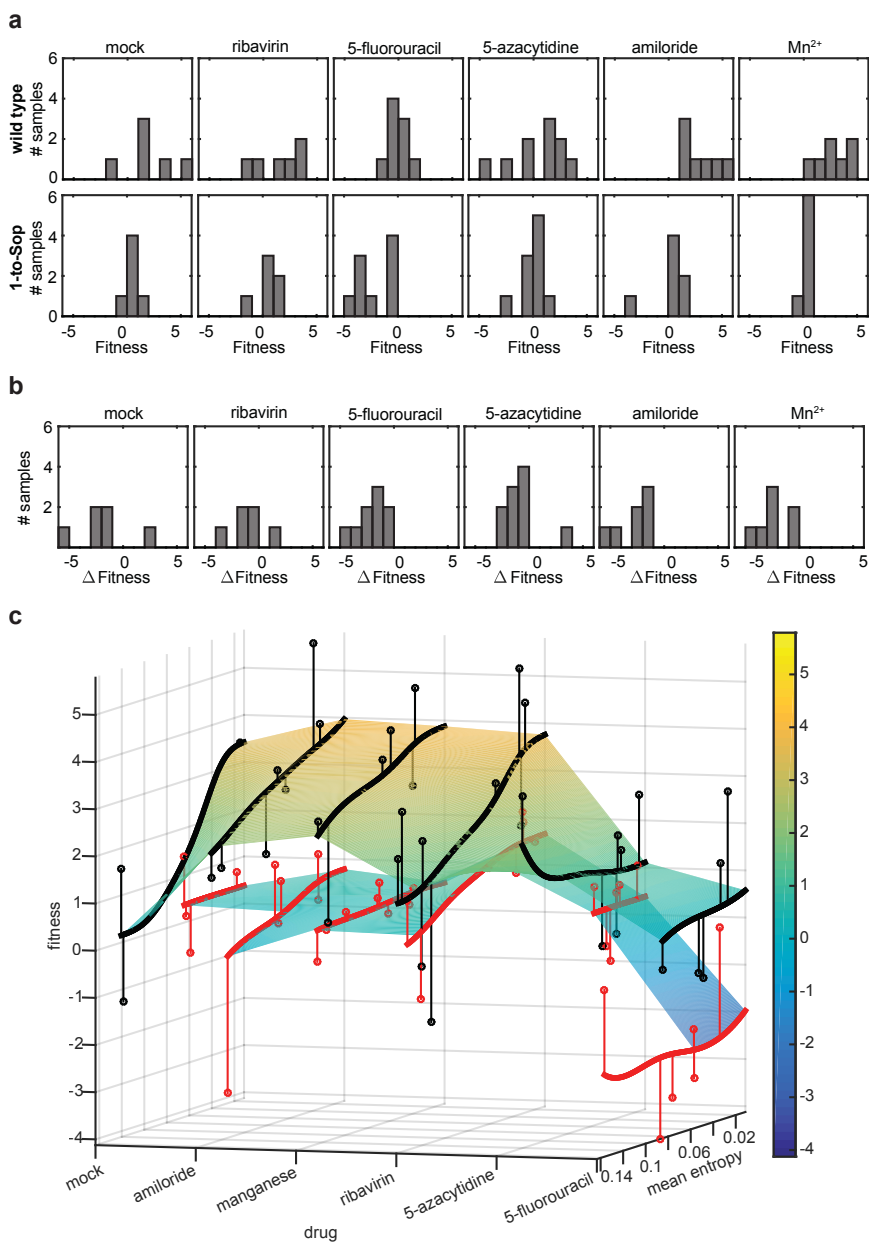 a
mock ribavirin 5-fluorouracil 5-azacytidine amiloride Mn2+
wild type
# samples
6
4
2
0
1-to-Sop
# samples
6
4
2
0
-5 0 5 -5 0 5 -5 0 5 -5 0 5 -5 0 5 -5 0 5
Fitness Fitness Fitness Fitness Fitness Fitness
b
mock ribavirin 5-fluorouracil 5-azacytidine amiloride Mn2+
# samples
6
4
2
-5 0 5 -5 0 5 -5 0 5 -5 0 5 -5 0 5 -5 0 5
Δ Fitness Δ Fitness Δ Fitness Δ Fitness Δ Fitness Δ Fitness
c
fitness
5
4
3
2
1
0
-1
-2
-3
-4
mock
amiloride
manganese
ribavirin
5-azacytidine
5-fluorouracil
drug
0.14
0.1
0.06
0.02
mean entropy
5
4
3
2
1
0
-1
-2
-3
-4